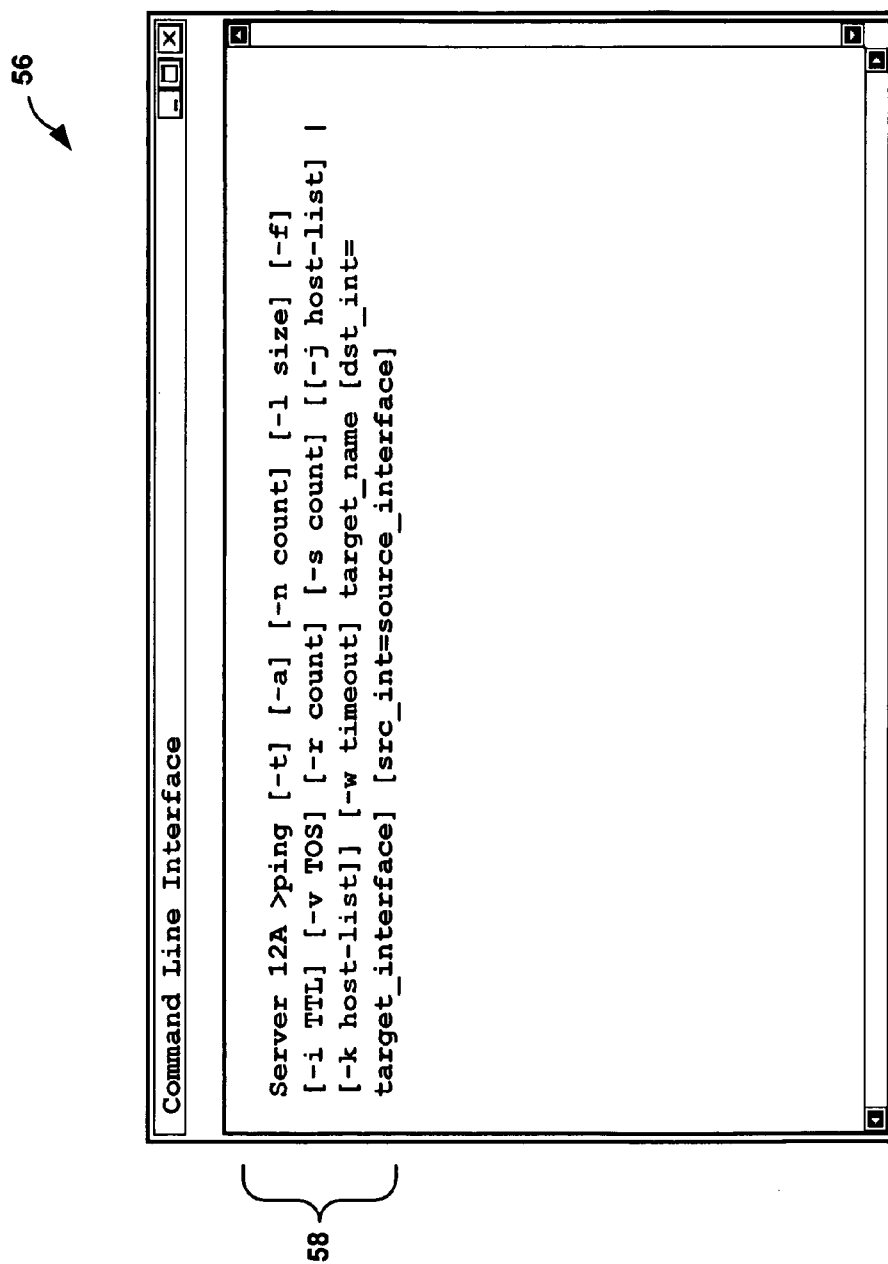 56
Command Line Interface
Server 12A >ping [-t] [-a] [-n count] [-l size] [-f]
[-i TTL] [-v TOS] [-r count] [-s count] [[-j host-list] |
[-k host-list]] [-w timeout] target_name [dst_int=
target_interface] [src_int=source_interface]
58